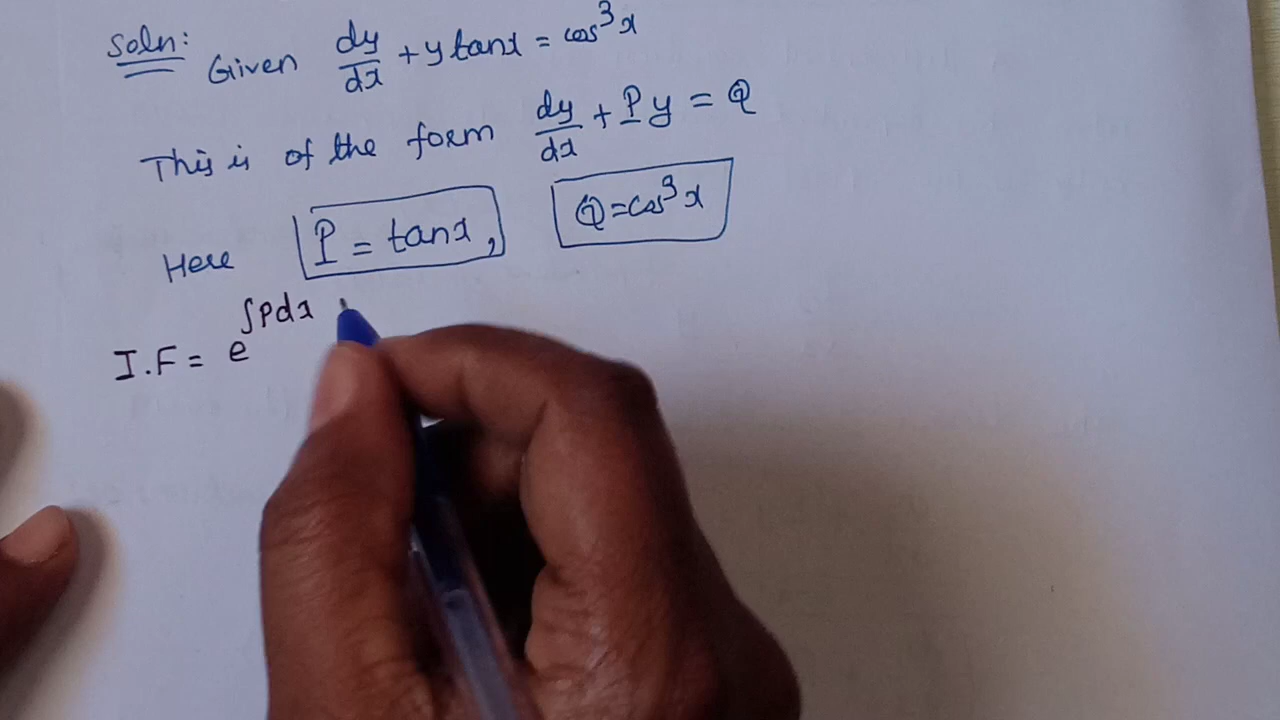 Soln: Given dy/dx + y tanx = cos³x
This is of the form dy/dx + Py = Q
Here P = tanx, Q = cos³x
I.F = e^∫Pdx